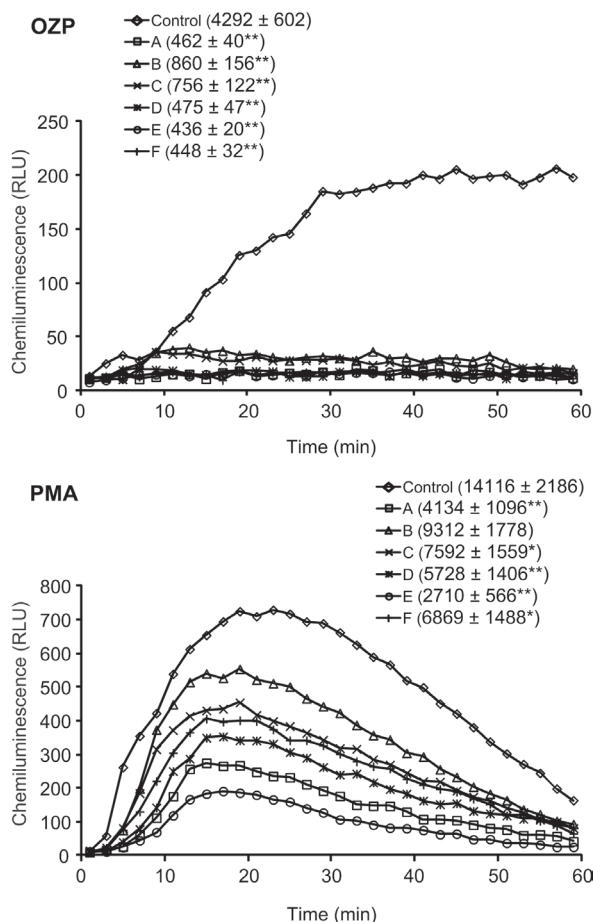 OZP
Control (4292 ± 602)
A (462 ± 40**)
B (860 ± 156**)
C (756 ± 122**)
D (475 ± 47**)
E (436 ± 20**)
F (448 ± 32**)
Chemiluminescence (RLU)
250
200
150
100
50
0
0 10 20 30 40 50 60
Time (min)
PMA
Control (14116 ± 2186)
A (4134 ± 1096**)
B (9312 ± 1778)
C (7592 ± 1559*)
D (5728 ± 1406**)
E (2710 ± 566**)
F (6869 ± 1488*)
Chemiluminescence (RLU)
800
700
600
500
400
300
200
100
0
0 10 20 30 40 50 60
Time (min)